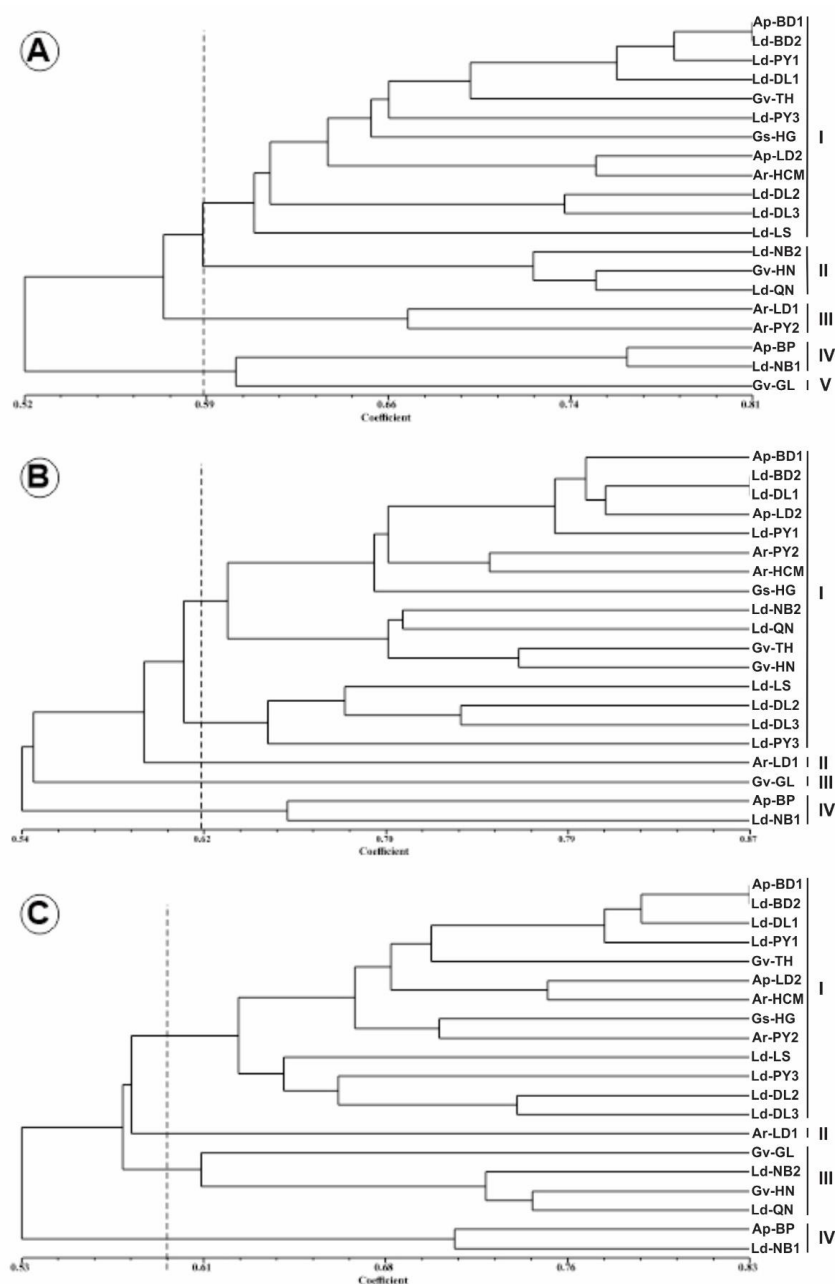 A
Ap-BD1
Ld-BD2
Ld-PY1
Ld-DL1
Gv-TH
Ld-PY3
Gs-HG
Ap-LD2
Ar-HCM
Ld-DL2
Ld-DL3
Ld-LS
Ld-NB2
Gv-HN
Ld-QN
Ar-LD1
Ar-PY2
Ap-BP
Ld-NB1
Gv-GL
I
II
III
IV
V
0.52 0.59 0.66 0.74 0.81
Coefficient
B
Ap-BD1
Ld-BD2
Ld-DL1
Ap-LD2
Ld-PY1
Ar-PY2
Ar-HCM
Gs-HG
Ld-NB2
Ld-QN
Gv-TH
Gv-HN
Ld-LS
Ld-DL2
Ld-DL3
Ld-PY3
Ar-LD1
Gv-GL
Ap-BP
Ld-NB1
I
II
III
IV
0.54 0.62 0.70 0.79 0.87
Coefficient
C
Ap-BD1
Ld-BD2
Ld-DL1
Ld-PY1
Gv-TH
Ap-LD2
Ar-HCM
Gs-HG
Ar-PY2
Ld-LS
Ld-PY3
Ld-DL2
Ld-DL3
Ar-LD1
Gv-GL
Ld-NB2
Gv-HN
Ld-QN
Ap-BP
Ld-NB1
I
II
III
IV
0.53 0.61 0.68 0.76 0.83
Coefficient